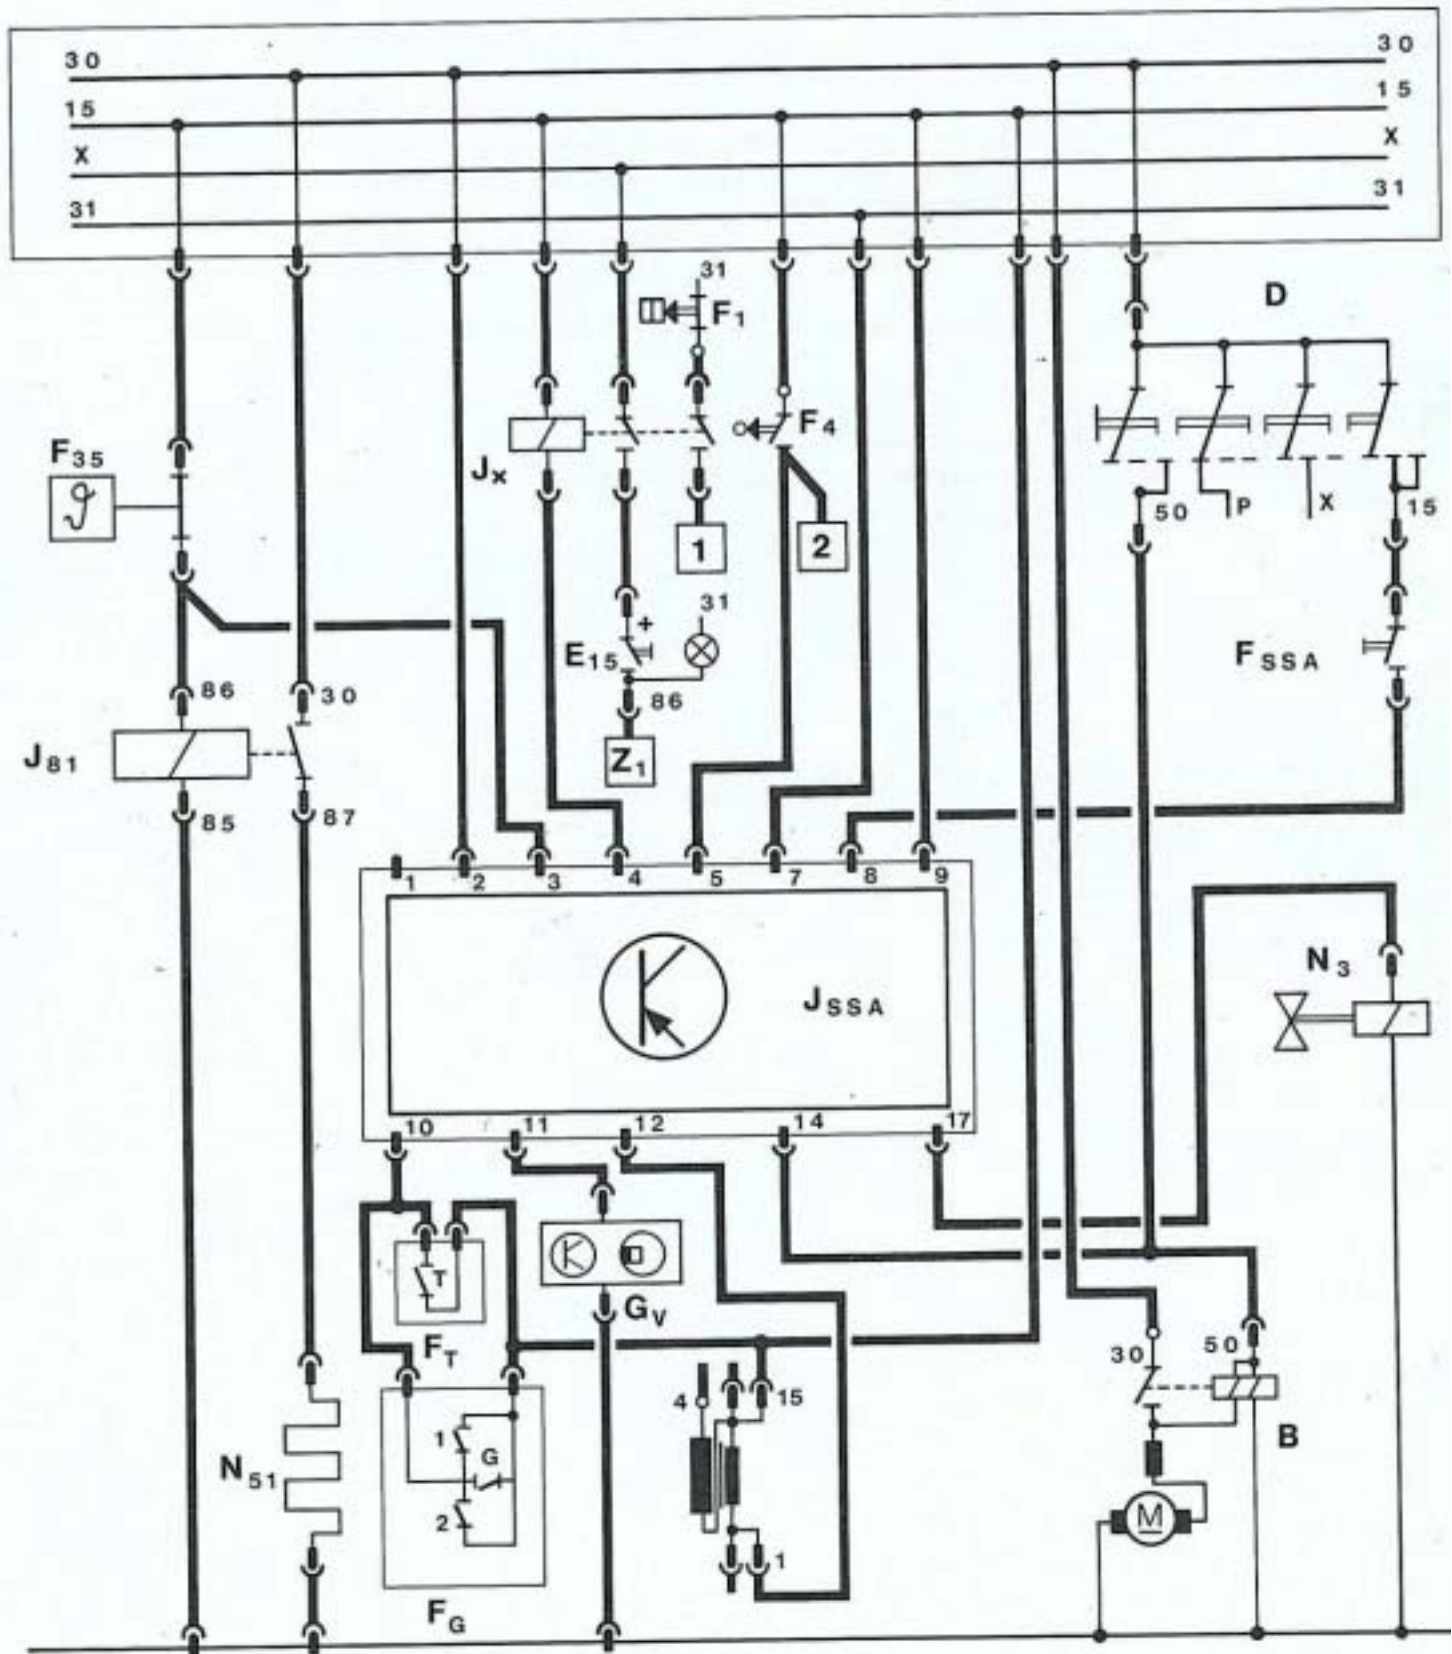 30 30
15 15
X X
31 31
31
F1
D
F35
ϑ
Jx
F4
50 P X 15
1
2
31
+
E15
FSSA
86 30
86
J81
Z1
85 87
1 2 3 4 5 7 8 9
N3
JSSA
10 11 12 14 17
T
GV
FT
30 50
4 15
1
G
B
N51
2
M
1
FG